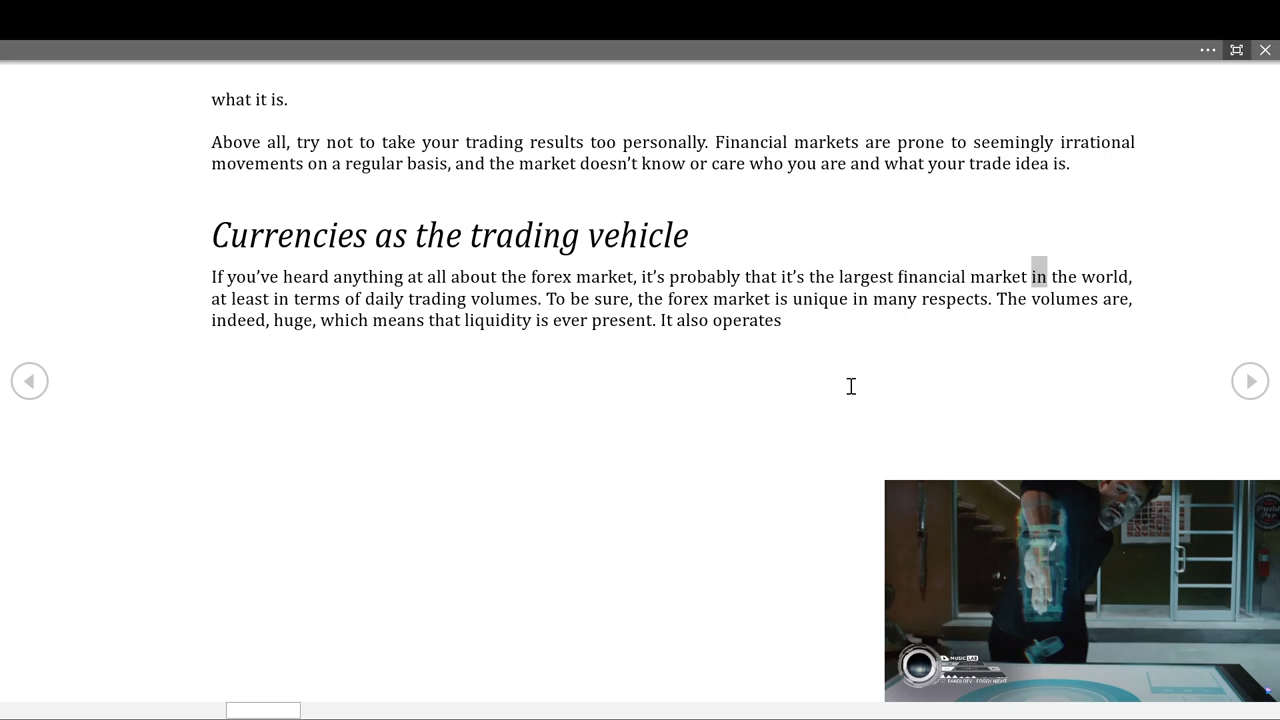 what it is.
Above all, try not to take your trading results too personally. Financial markets are prone to seemingly irrational
movements on a regular basis, and the market doesn’t know or care who you are and what your trade idea is.
Currencies as the trading vehicle
If you’ve heard anything at all about the forex market, it’s probably that it’s the largest financial market in the world,
at least in terms of daily trading volumes. To be sure, the forex market is unique in many respects. The volumes are,
indeed, huge, which means that liquidity is ever present. It also operates
MUSIC LAB